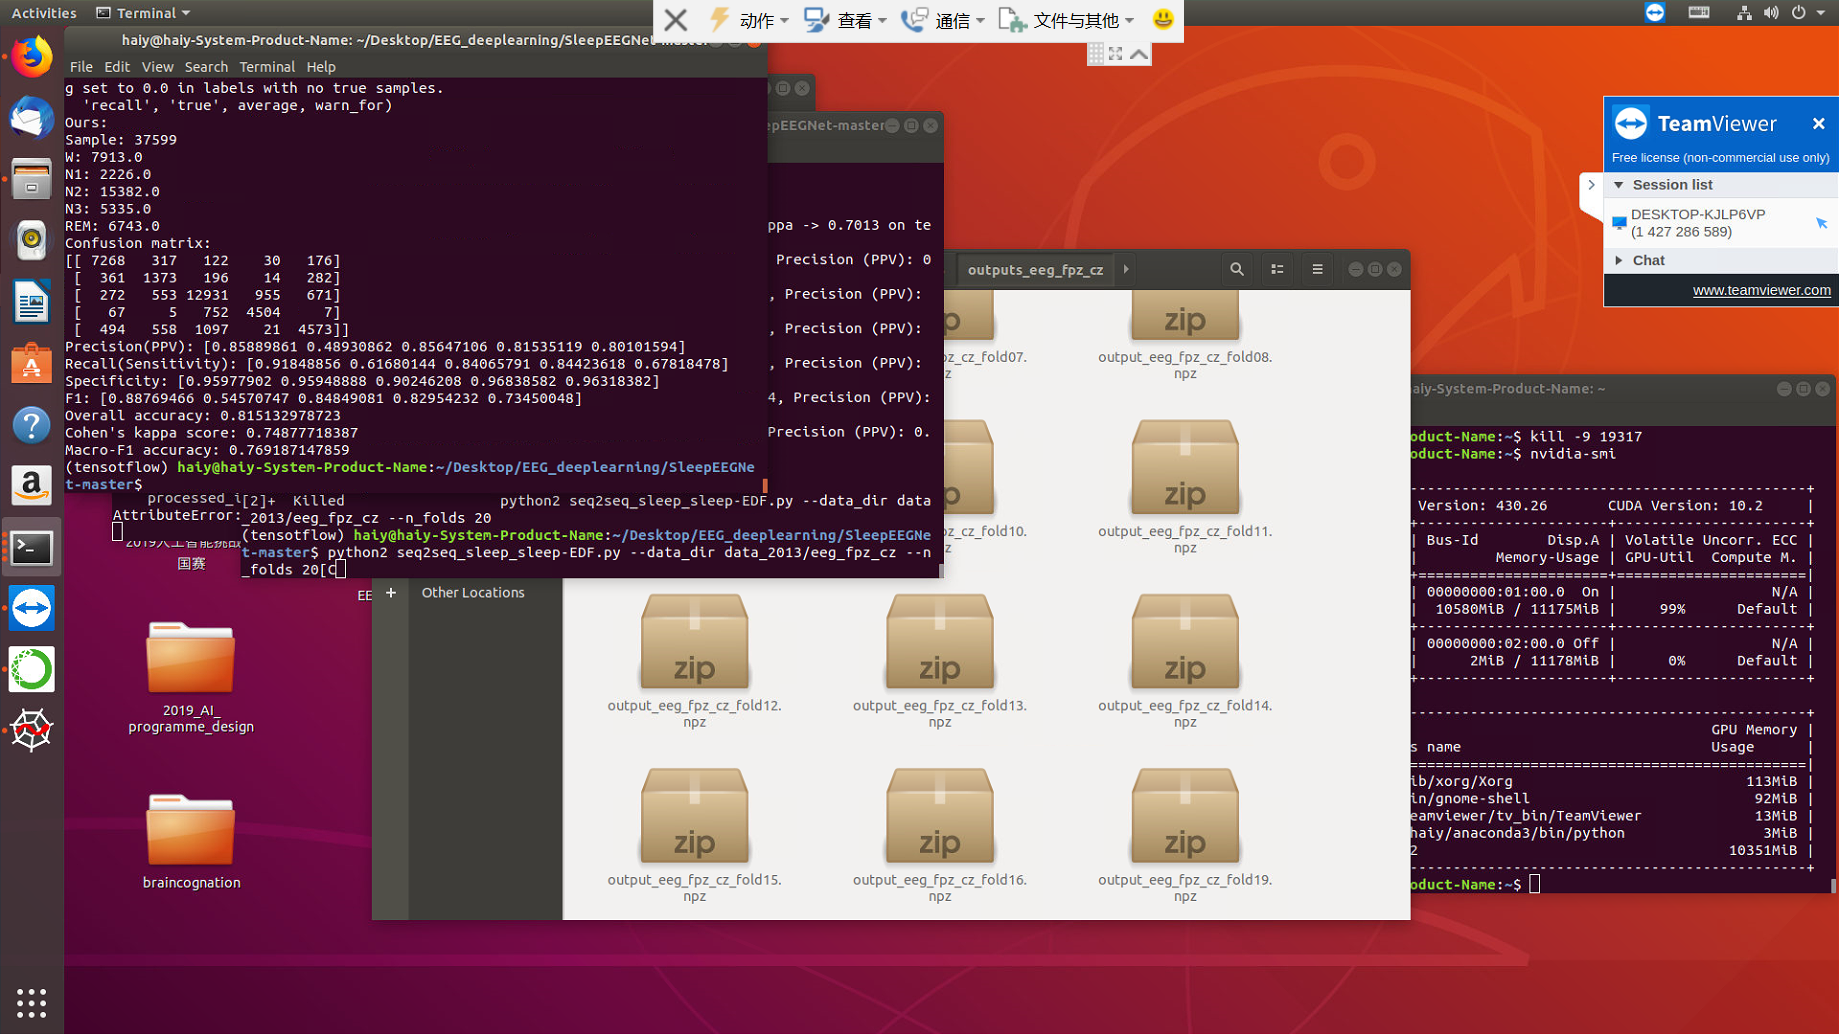 Activities
Terminal
动作
查看
通信
文件与其他
haiy@haiy-System-Product-Name: ~/Desktop/EEG_deeplearning/SleepEEGNet-master
File Edit View Search Terminal Help
g set to 0.0 in labels with no true samples.
'recall', 'true', average, warn_for)
Ours:
Sample: 37599
W: 7913.0
N1: 2226.0
N2: 15382.0
N3: 5335.0
REM: 6743.0
Confusion matrix:
[[ 7268 317 122 30 176]
[ 361 1373 196 14 282]
[ 272 553 12931 955 671]
[ 67 5 752 4504 7]
[ 494 558 1097 21 4573]]
Precision(PPV): [0.85889861 0.48930862 0.85647106 0.81535119 0.80101594]
Recall(Sensitivity): [0.91848856 0.61680144 0.84065791 0.84423618 0.67818478]
Specificity: [0.95977902 0.95948888 0.90246208 0.96838582 0.96318382]
F1: [0.88769466 0.54570747 0.84849081 0.82954232 0.73450048]
Overall accuracy: 0.815132978723
Cohen's kappa score: 0.74877718387
Macro-F1 accuracy: 0.769187147859
(tensotflow) haiy@haiy-System-Product-Name:~/Desktop/EEG_deeplearning/SleepEEGNe
t-master$
epEEGNet-master
ppa -> 0.7013 on te
Precision (PPV): 0
, Precision (PPV):
, Precision (PPV):
, Precision (PPV):
4, Precision (PPV):
Precision (PPV): 0.
processed_i
AttributeError:
[2]+ Killed python2 seq2seq_sleep_sleep-EDF.py --data_dir data
_2013/eeg_fpz_cz --n_folds 20
(tensotflow) haiy@haiy-System-Product-Name:~/Desktop/EEG_deeplearning/SleepEEGNe
t-master$ python2 seq2seq_sleep_sleep-EDF.py --data_dir data_2013/eeg_fpz_cz --n
_folds 20[C
2019人工智能挑战
国赛
EE
2019_AI_
programme_design
braincognation
outputs_eeg_fpz_cz
Other Locations
pz_cz_fold07.
npz
zip
output_eeg_fpz_cz_fold08.
npz
pz_cz_fold10.
npz
zip
output_eeg_fpz_cz_fold11.
npz
zip
output_eeg_fpz_cz_fold12.
npz
zip
output_eeg_fpz_cz_fold13.
npz
zip
output_eeg_fpz_cz_fold14.
npz
zip
output_eeg_fpz_cz_fold15.
npz
zip
output_eeg_fpz_cz_fold16.
npz
zip
output_eeg_fpz_cz_fold19.
npz
TeamViewer
Free license (non-commercial use only)
Session list
DESKTOP-KJLP6VP
(1 427 286 589)
Chat
www.teamviewer.com
haiy-System-Product-Name: ~
oduct-Name:~$ kill -9 19317
oduct-Name:~$ nvidia-smi
Version: 430.26 CUDA Version: 10.2 |
| Bus-Id Disp.A | Volatile Uncorr. ECC
| Memory-Usage | GPU-Util Compute M. |
| 00000000:01:00.0 On | N/A
| 10580MiB / 11175MiB | 99% Default |
| 00000000:02:00.0 Off | N/A
| 2MiB / 11178MiB | 0% Default |
GPU Memory |
s name Usage |
ib/xorg/Xorg 113MiB |
in/gnome-shell 92MiB |
eamviewer/tv_bin/TeamViewer 13MiB |
haiy/anaconda3/bin/python 3MiB |
2 10351MiB |
oduct-Name:~$